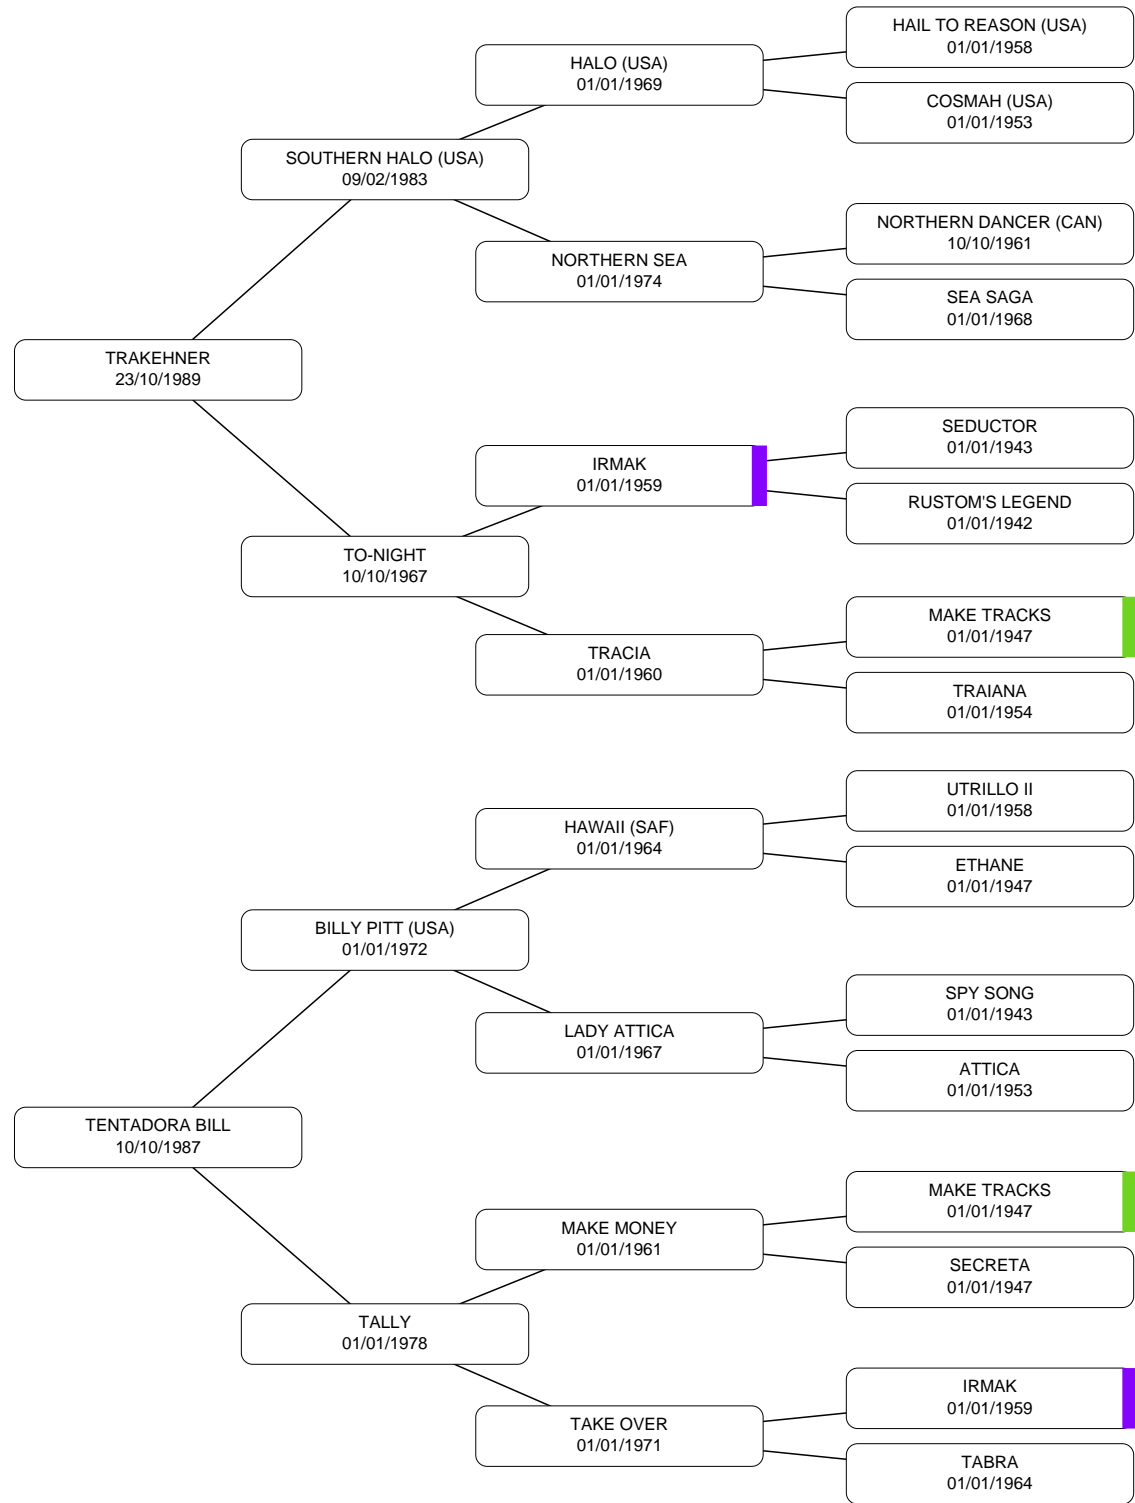 HAIL TO REASON (USA)
01/01/1958
HALO (USA)
01/01/1969
COSMAH (USA)
01/01/1953
SOUTHERN HALO (USA)
09/02/1983
NORTHERN DANCER (CAN)
10/10/1961
NORTHERN SEA
01/01/1974
SEA SAGA
01/01/1968
TRAKEHNER
23/10/1989
SEDUCTOR
01/01/1943
IRMAK
01/01/1959
RUSTOM'S LEGEND
01/01/1942
TO-NIGHT
10/10/1967
MAKE TRACKS
01/01/1947
TRACIA
01/01/1960
TRAIANA
01/01/1954
UTRILLO II
01/01/1958
HAWAII (SAF)
01/01/1964
ETHANE
01/01/1947
BILLY PITT (USA)
01/01/1972
SPY SONG
01/01/1943
LADY ATTICA
01/01/1967
ATTICA
01/01/1953
TENTADORA BILL
10/10/1987
MAKE TRACKS
01/01/1947
MAKE MONEY
01/01/1961
SECRETA
01/01/1947
TALLY
01/01/1978
IRMAK
01/01/1959
TAKE OVER
01/01/1971
TABRA
01/01/1964